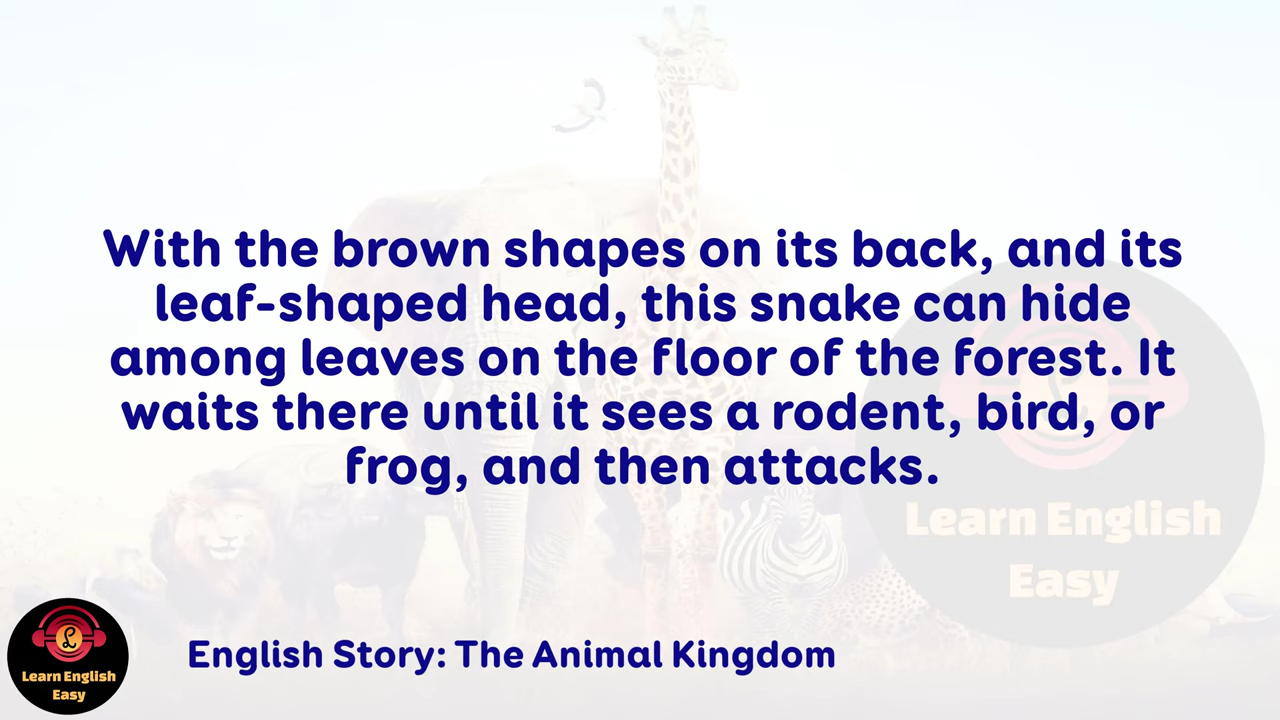 With the brown shapes on its back, and its
leaf-shaped head, this snake can hide
among leaves on the floor of the forest. It
waits there until it sees a rodent, bird, or
frog, and then attacks.
Learn English
Easy
English Story: The Animal Kingdom
L
Learn English
Easy